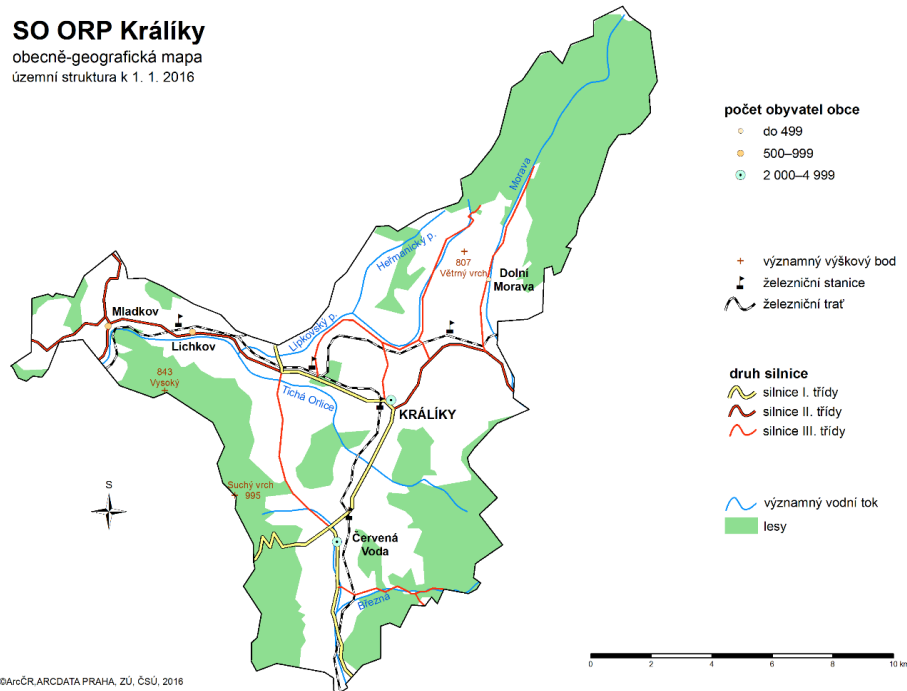 SO ORP Králíky
obecně-geografická mapa
územní struktura k 1. 1. 2016
počet obyvatel obce
do 499
500–999
2 000–4 999
významný výškový bod
železniční stanice
železniční trať
druh silnice
silnice I. třídy
silnice II. třídy
silnice III. třídy
významný vodní tok
lesy
Morava
Heřmanický p.
807
Větrný vrch
Dolní
Morava
Mladkov
Lichkov
Lipkovský p.
843
Vysoký
Tichá Orlice
KRÁLÍKY
Suchý vrch
995
S
Červená
Voda
Březná
0 2 4 6 8 10 km
©ArcČR,ARCDATA PRAHA, ZÚ, ČSÚ, 2016